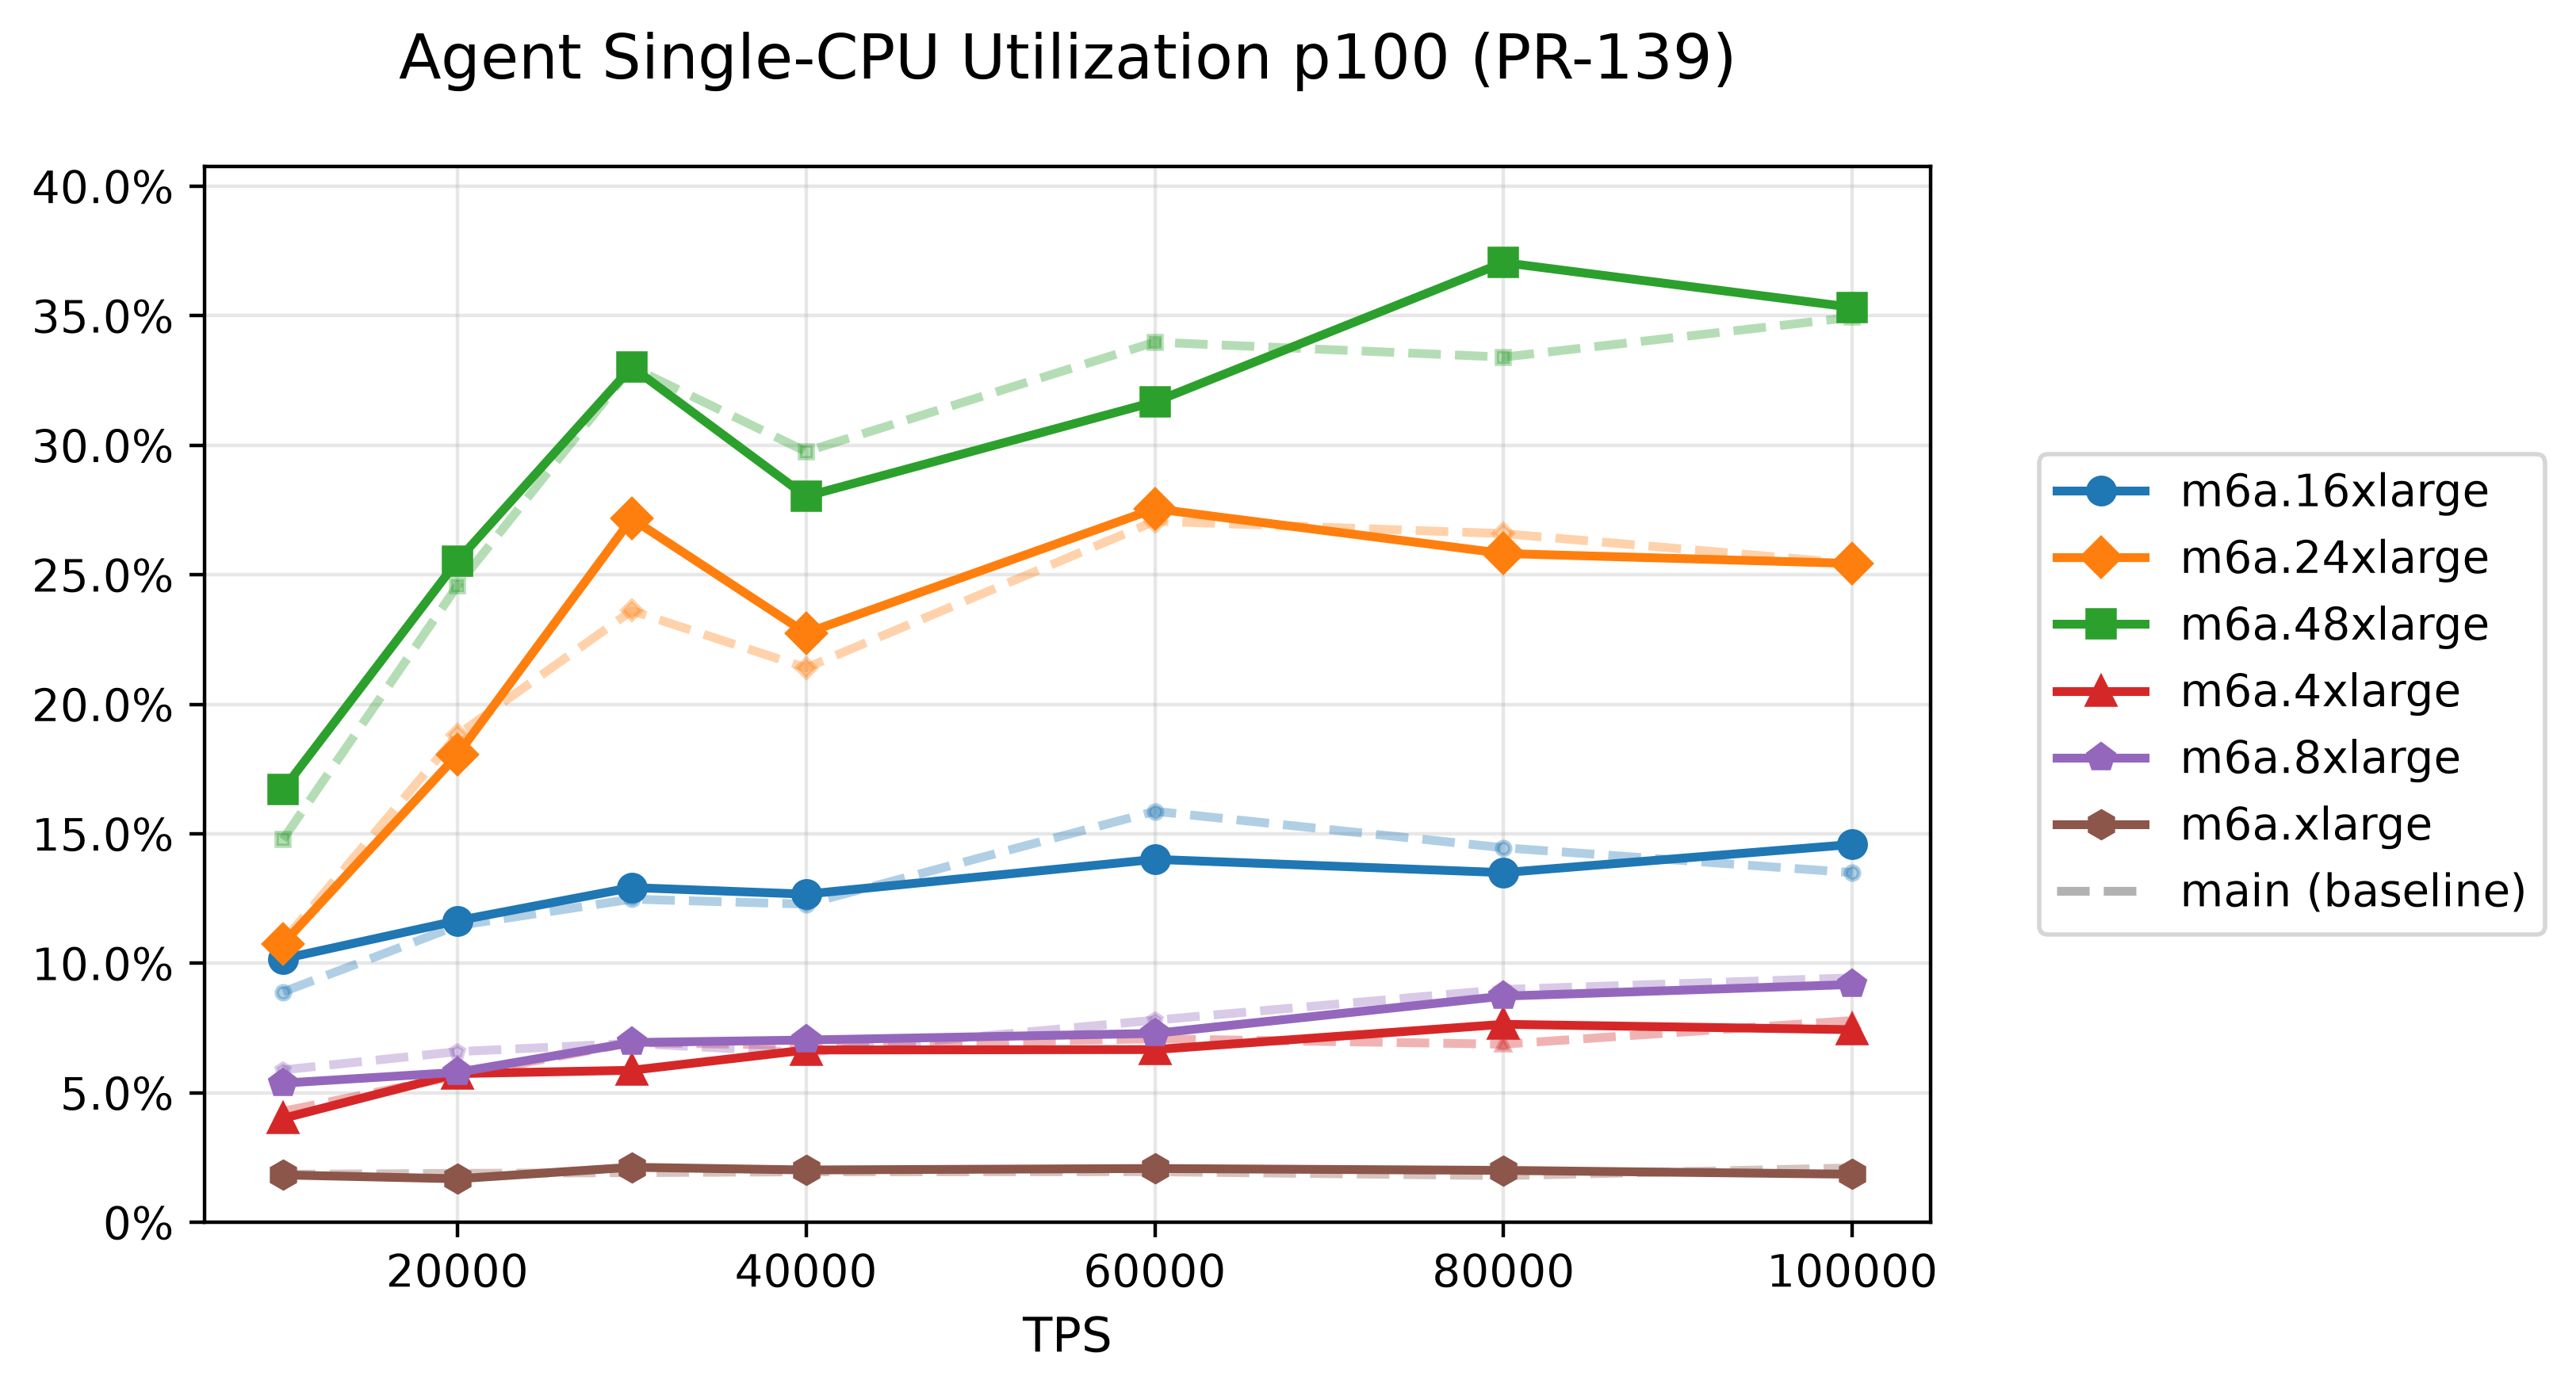 Agent Single-CPU Utilization p100 (PR-139)
40.0%
35.0%
30.0%
25.0%
20.0%
15.0%
10.0%
5.0%
0%
20000
40000
60000
80000
100000
TPS
m6a.16xlarge
m6a.24xlarge
m6a.48xlarge
m6a.4xlarge
m6a.8xlarge
m6a.xlarge
main (baseline)